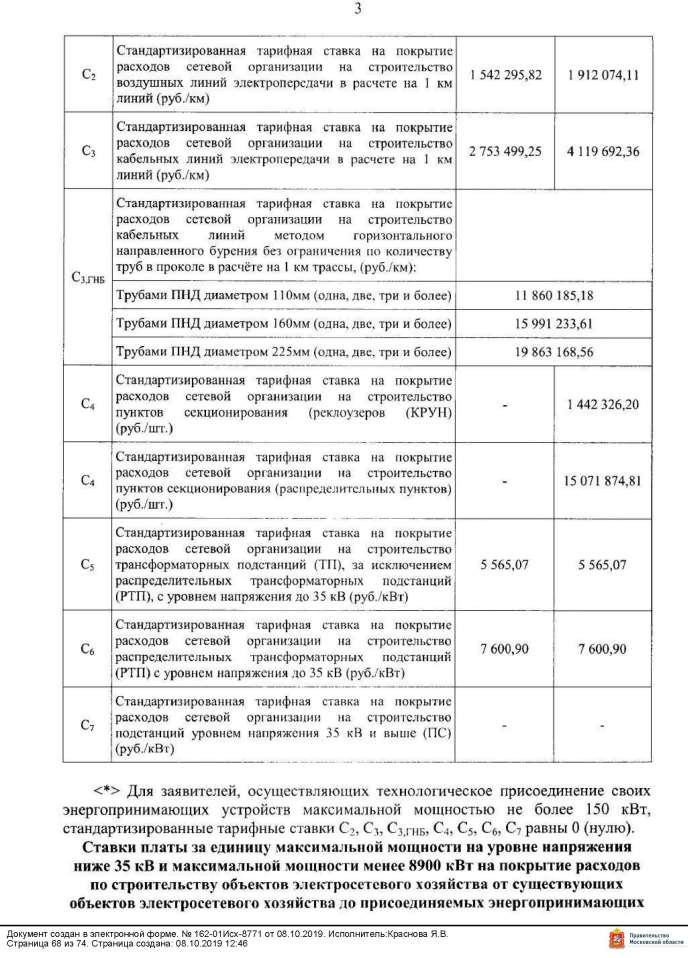 3
C2
Стандартизированная тарифная ставка на покрытие
расходов сетевой организации на строительство
воздушных линий электропередачи в расчете на 1 км
линий (руб./км)
1 542 295,82
1 912 074,11
C3
Стандартизированная тарифная ставка на покрытие
расходов сетевой организации на строительство
кабельных линий электропередачи в расчете на 1 км
линий (руб./км)
2 753 499,25
4 119 692,36
C3,ГНБ
Стандартизированная тарифная ставка на покрытие
расходов сетевой организации на строительство
кабельных линий методом горизонтального
направленного бурения без ограничения по количеству
труб в проколе в расчёте на 1 км трассы, (руб./км):
Трубами ПНД диаметром 110мм (одна, две, три и более)
11 860 185,18
Трубами ПНД диаметром 160мм (одна, две, три и более)
15 991 233,61
Трубами ПНД диаметром 225мм (одна, две, три и более)
19 863 168,56
C4
Стандартизированная тарифная ставка на покрытие
расходов сетевой организации на строительство
пунктов секционирования (реклоузеров (КРУН)
(руб./шт.)
-
1 442 326,20
C4
Стандартизированная тарифная ставка на покрытие
расходов сетевой организации на строительство
пунктов секционирования (распределительных пунктов)
(руб./шт.)
-
15 071 874,81
C5
Стандартизированная тарифная ставка на покрытие
расходов сетевой организации на строительство
трансформаторных подстанций (ТП), за исключением
распределительных трансформаторных подстанций
(РТП), с уровнем напряжения до 35 кВ (руб./кВт)
5 565,07
5 565,07
C6
Стандартизированная тарифная ставка на покрытие
расходов сетевой организации на строительство
распределительных трансформаторных подстанций
(РТП) с уровнем напряжения до 35 кВ (руб./кВт)
7 600,90
7 600,90
C7
Стандартизированная тарифная ставка на покрытие
расходов сетевой организации на строительство
подстанций уровнем напряжения 35 кВ и выше (ПС)
(руб./кВт)
-
-
<*> Для заявителей, осуществляющих технологическое присоединение своих
энергопринимающих устройств максимальной мощностью не более 150 кВт,
стандартизированные тарифные ставки C2, C3, C3,ГНБ, C4, C5, C6, C7 равны 0 (нулю).
Ставки платы за единицу максимальной мощности на уровне напряжения
ниже 35 кВ и максимальной мощности менее 8900 кВт на покрытие расходов
по строительству объектов электросетевого хозяйства от существующих
объектов электросетевого хозяйства до присоединяемых энергопринимающих
Документ создан в электронной форме. № 162-01Исх-8771 от 08.10.2019. Исполнитель:Краснова Я.В.
Страница 68 из 74. Страница создана: 08.10.2019 12:46
Правительство
Московской области